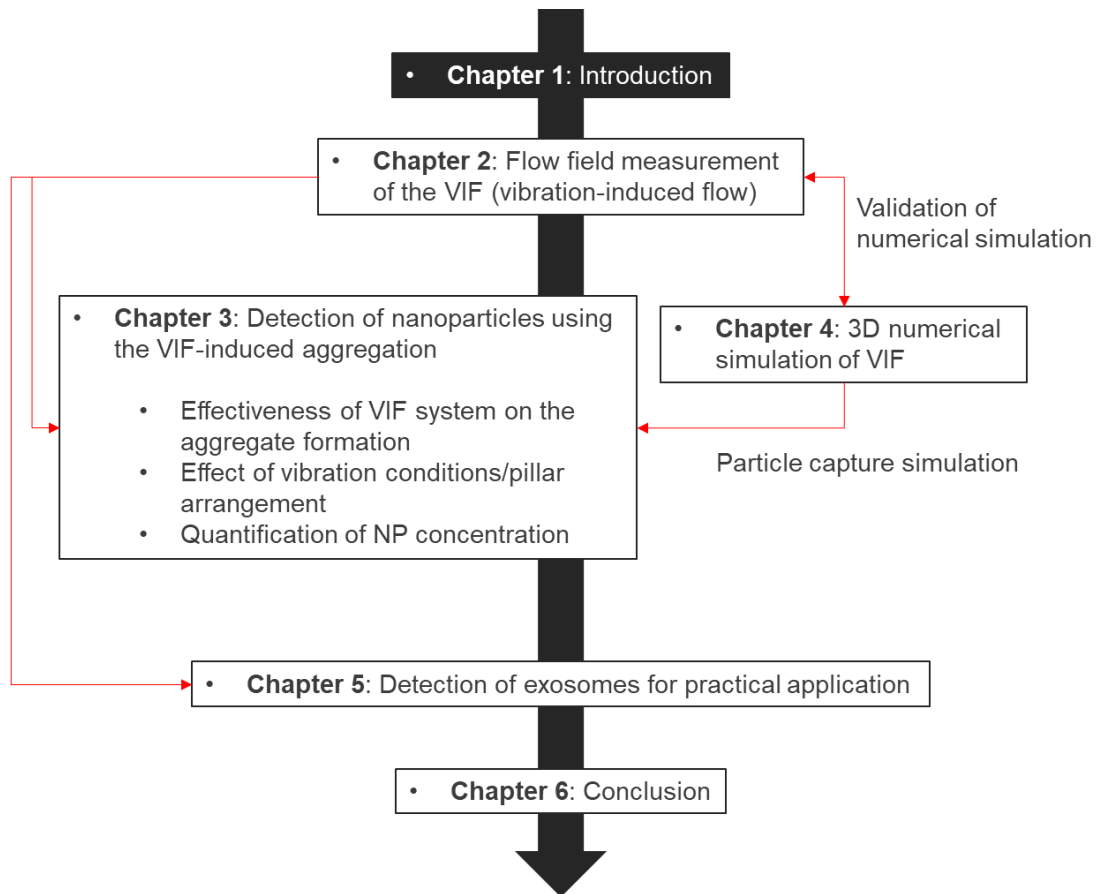 • Chapter 1: Introduction
• Chapter 2: Flow field measurement
of the VIF (vibration-induced flow)
Validation of
numerical simulation
• Chapter 3: Detection of nanoparticles using
the VIF-induced aggregation
• Effectiveness of VIF system on the
aggregate formation
• Effect of vibration conditions/pillar
arrangement
• Quantification of NP concentration
• Chapter 4: 3D numerical
simulation of VIF
Particle capture simulation
• Chapter 5: Detection of exosomes for practical application
• Chapter 6: Conclusion